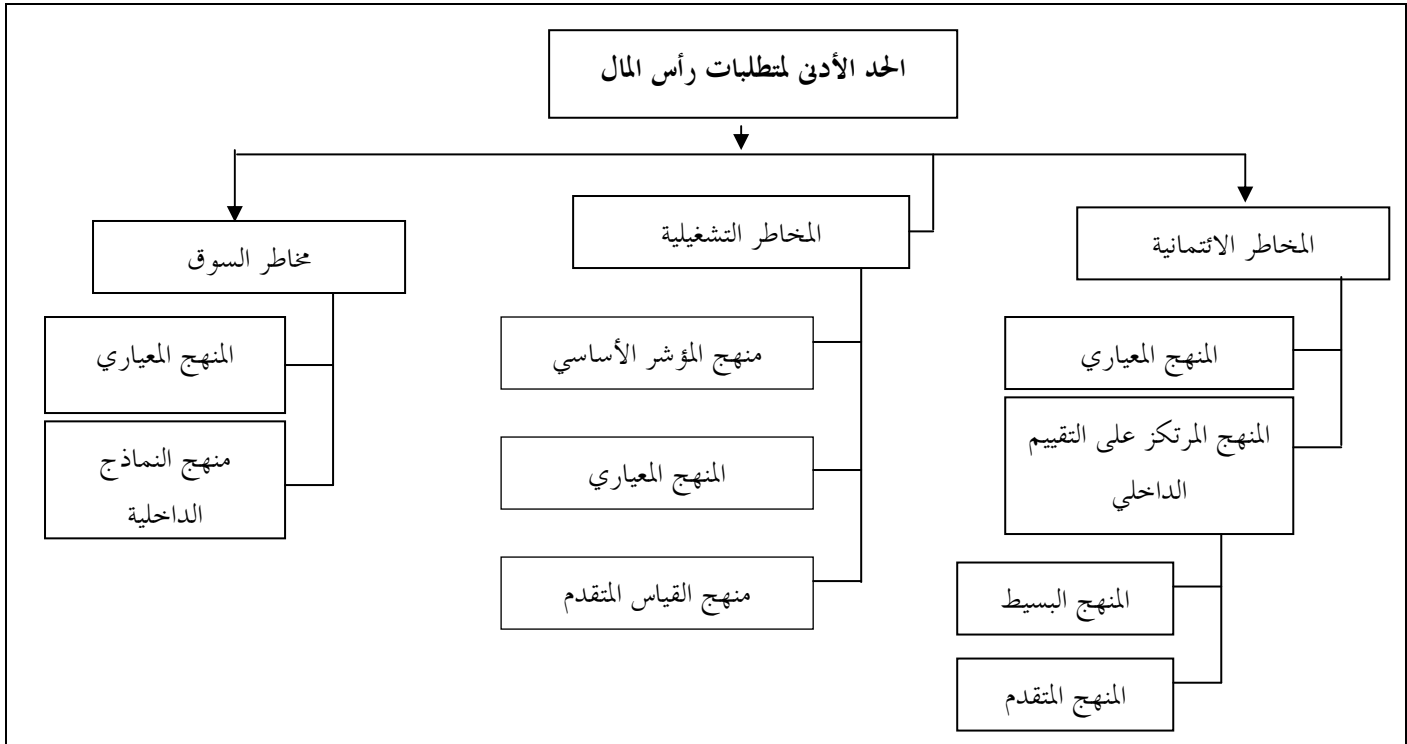 الحد الأدنى لمتطلبات رأس المال
المخاطر الائتمانية
المنهج المعياري
المنهج المرتكز على التقييم
الداخلي
المنهج البسيط
المنهج المتقدم
المخاطر التشغيلية
منهج المؤشر الأساسي
المنهج المعياري
منهج القياس المتقدم
مخاطر السوق
المنهج المعياري
منهج النماذج
الداخلية